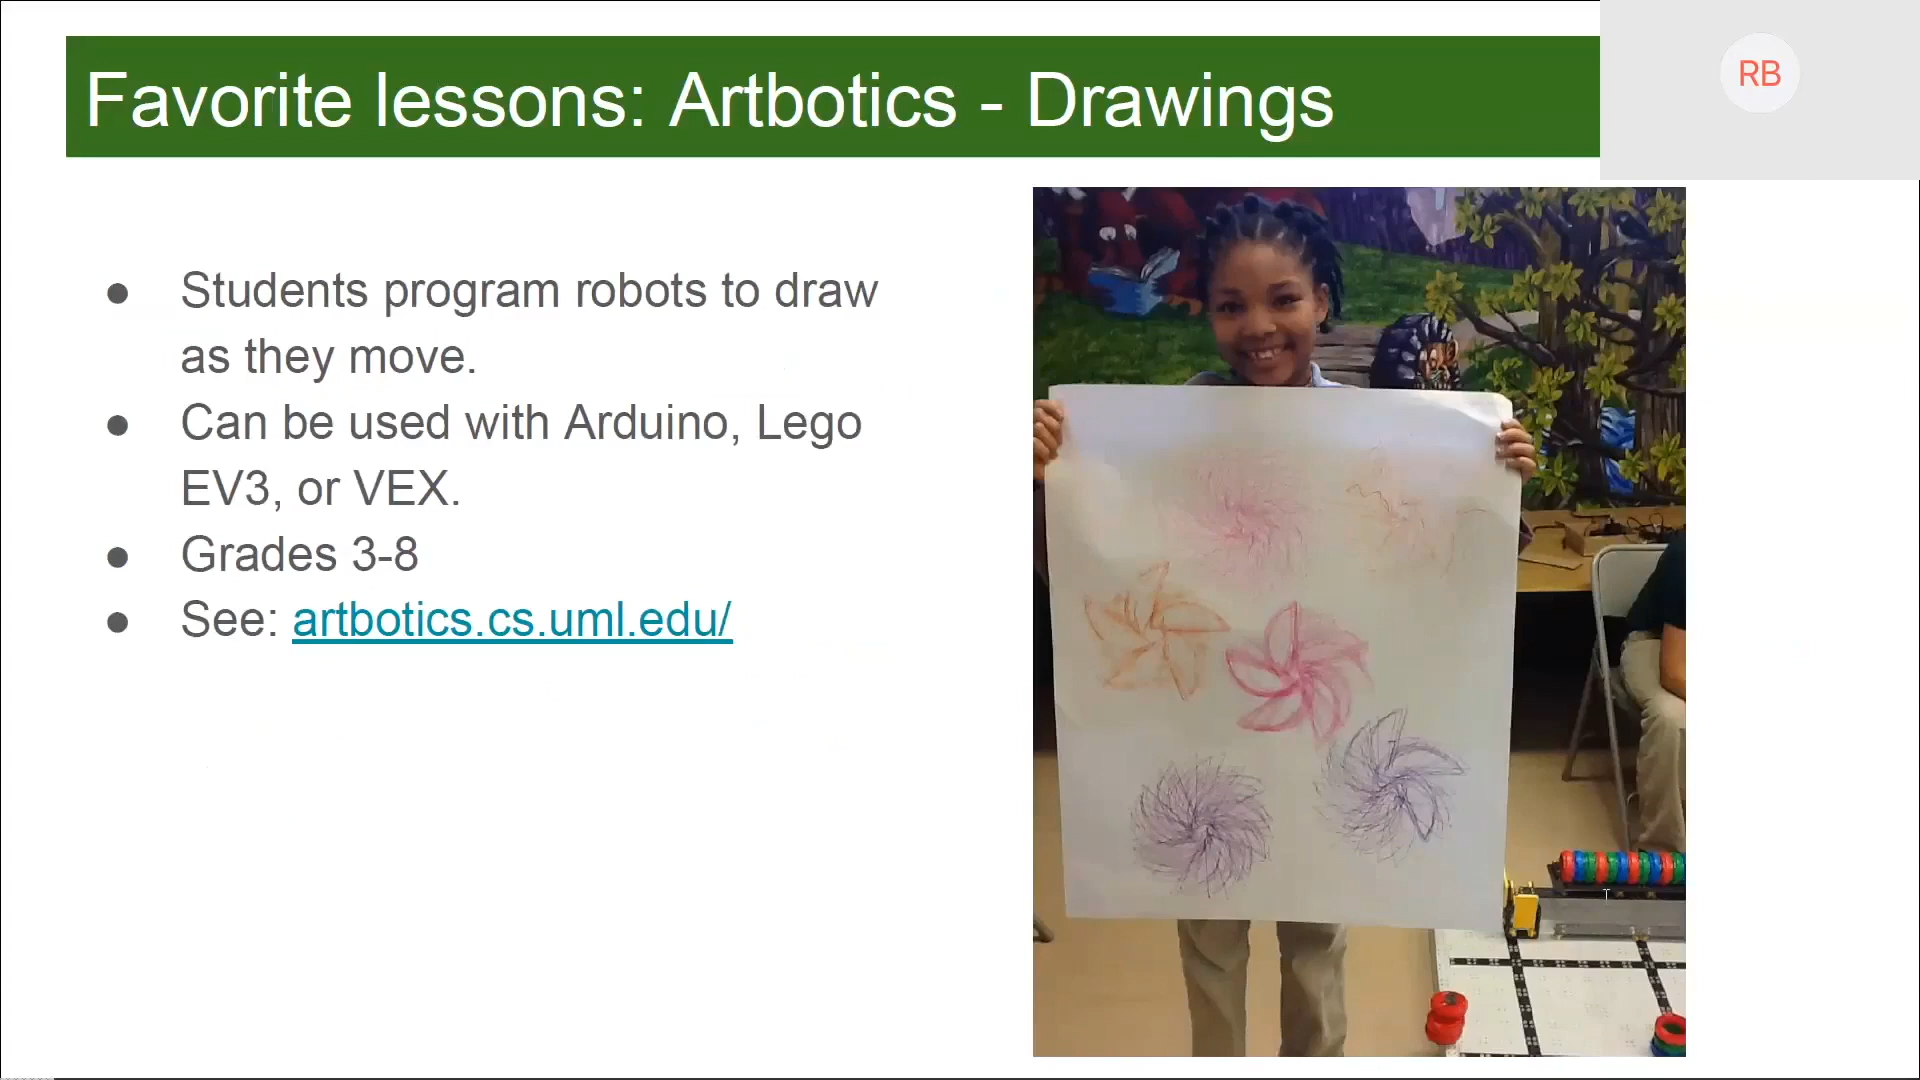 Favorite lessons: Artbotics - Drawings
RB
● Students program robots to draw
as they move.
● Can be used with Arduino, Lego
EV3, or VEX.
● Grades 3-8
● See: artbotics.cs.uml.edu/